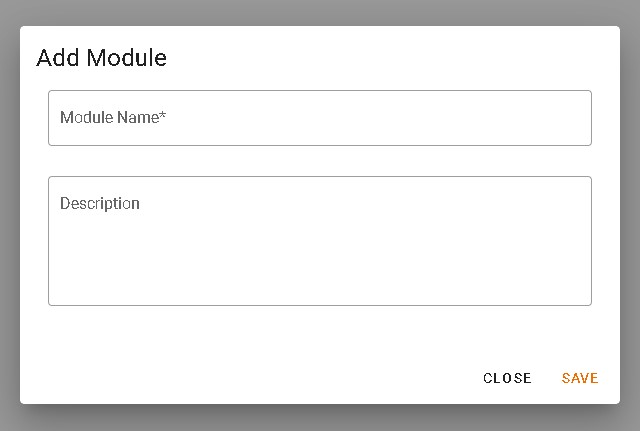 Add Module
Module Name*
Description
CLOSE
SAVE